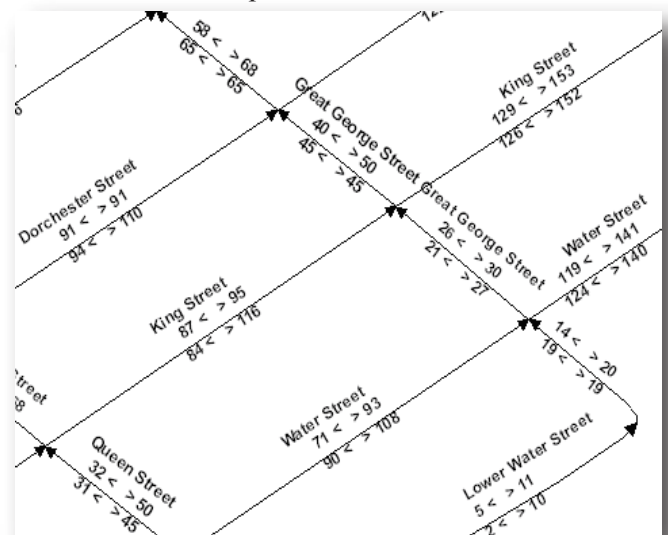 58 < > 68
65 < > 65
King Street
129 < > 153
126 < > 152
Great George Street
40 < > 50
45 < > 45
Dorchester Street
91 < > 91
94 < > 110
Great George Street
26 < > 30
21 < > 27
Water Street
119 < > 141
124 < > 140
King Street
87 < > 95
84 < > 116
14 < > 20
19 < > 19
Street
Water Street
71 < > 93
90 < > 108
Queen Street
32 < > 50
31 < > 45
Lower Water Street
5 < > 11
2 < > 10